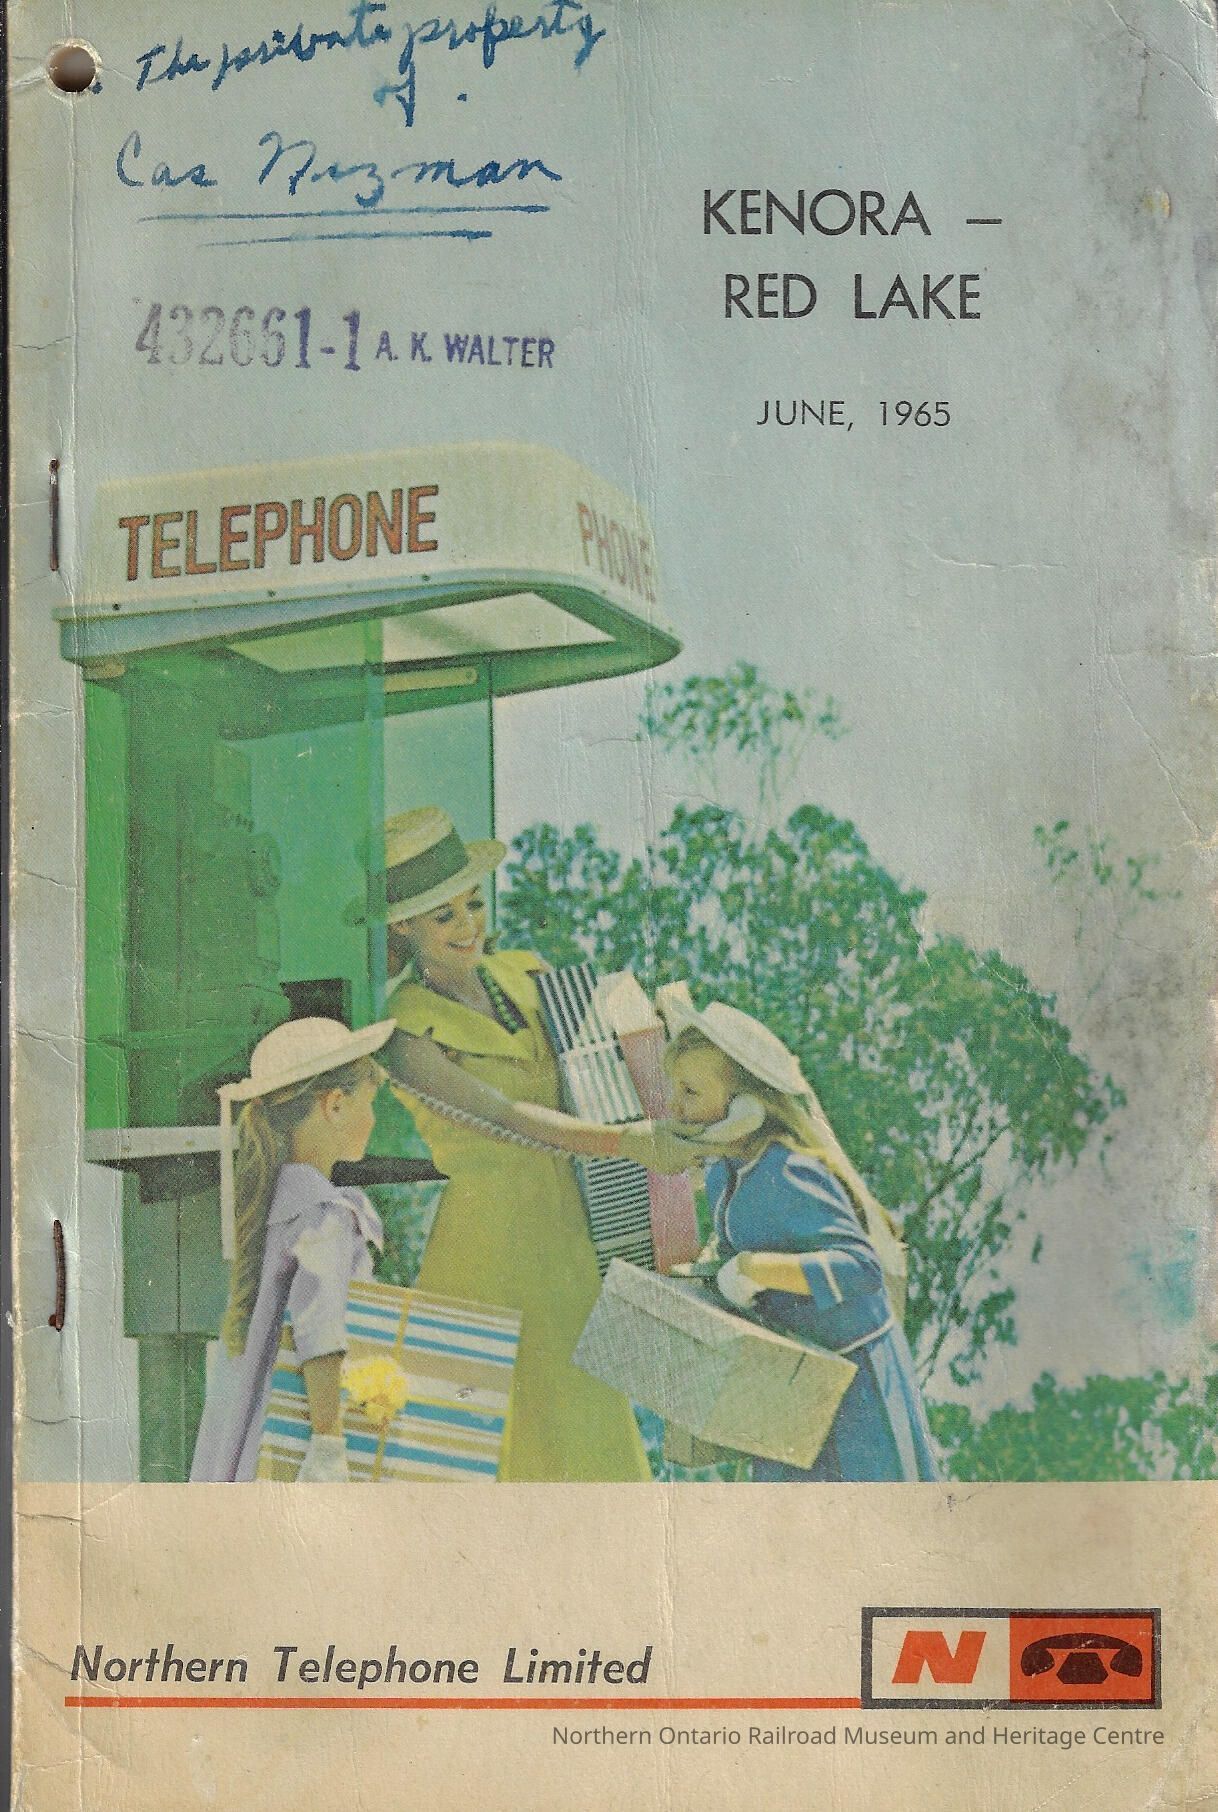 The private property
of
Cas Nizman
KENORA –
RED LAKE
432661-1 A. K. WALTER
JUNE, 1965
TELEPHONE
PHONE
Northern Telephone Limited
N
Northern Ontario Railroad Museum and Heritage Centre